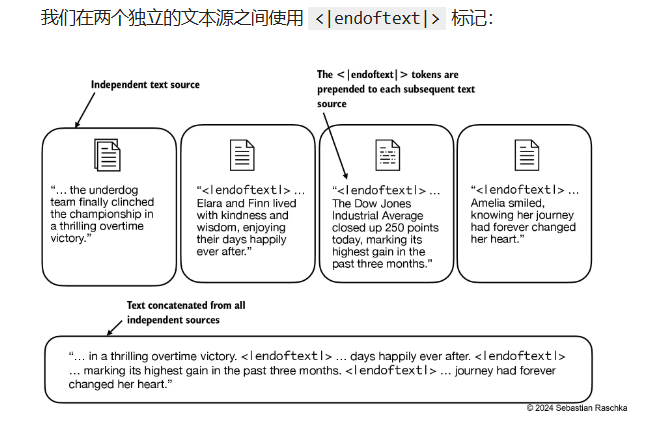 我们在两个独立的文本源之间使用 <|endoftext|> 标记：
Independent text source
The <|endoftext|> tokens are
prepended to each subsequent text
source
“… the underdog
team finally clinched
the championship in
a thrilling overtime
victory.”
“<|endoftext|> …
Elara and Finn lived
with kindness and
wisdom, enjoying
their days happily
ever after.”
“<|endoftext|> …
The Dow Jones
Industrial Average
closed up 250 points
today, marking its
highest gain in the
past three months.”
“<|endoftext|> …
Amelia smiled,
knowing her journey
had forever changed
her heart.”
Text concatenated from all
independent sources
“… in a thrilling overtime victory. <|endoftext|> … days happily ever after. <|endoftext|>
… marking its highest gain in the past three months. <|endoftext|> … journey had forever
changed her heart.”
© 2024 Sebastian Raschka